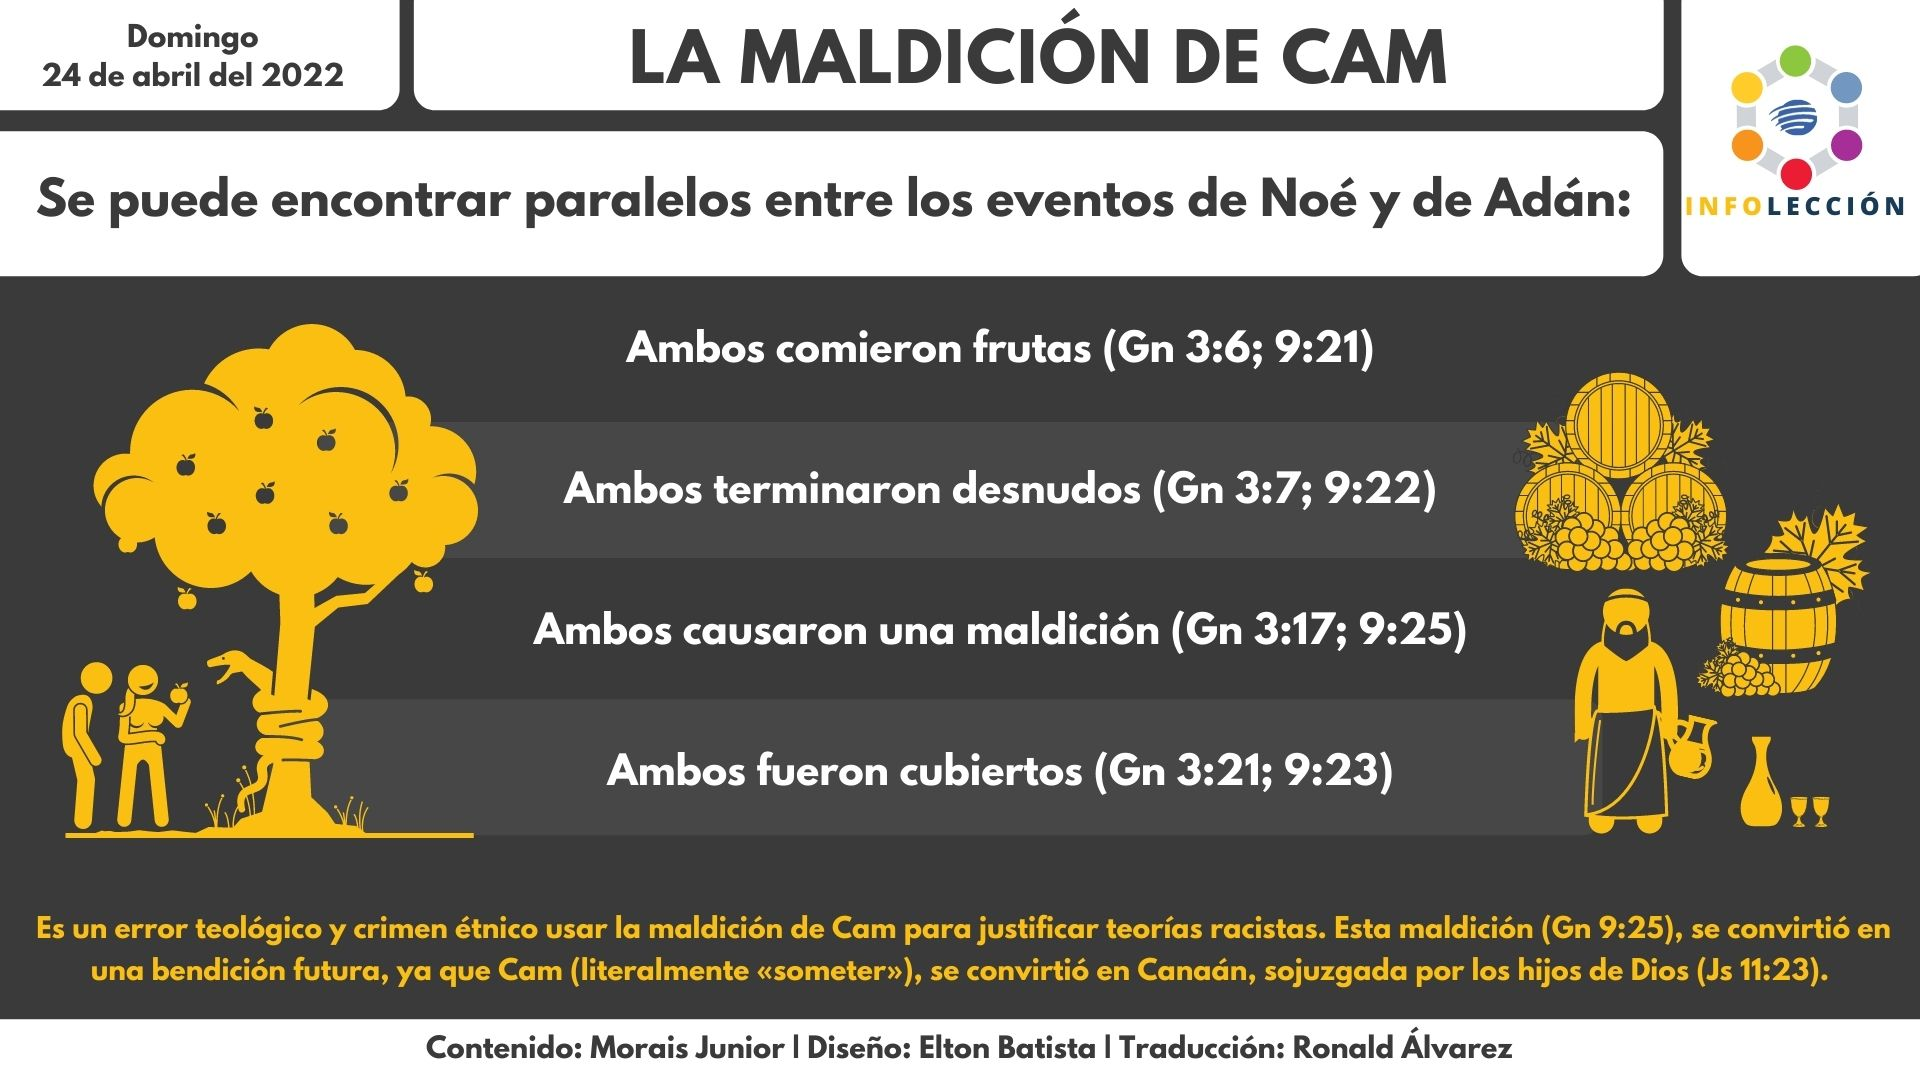 Domingo
24 de abril del 2022
LA MALDICIÓN DE CAM
INFOLECCIÓN
Se puede encontrar paralelos entre los eventos de Noé y de Adán:
Ambos comieron frutas (Gn 3:6; 9:21)
Ambos terminaron desnudos (Gn 3:7; 9:22)
Ambos causaron una maldición (Gn 3:17; 9:25)
Ambos fueron cubiertos (Gn 3:21; 9:23)
Es un error teológico y crimen étnico usar la maldición de Cam para justificar teorías racistas. Esta maldición (Gn 9:25), se convirtió en
una bendición futura, ya que Cam (literalmente «someter»), se convirtió en Canaán, sojuzgada por los hijos de Dios (Js 11:23).
Contenido: Morais Junior | Diseño: Elton Batista | Traducción: Ronald Álvarez